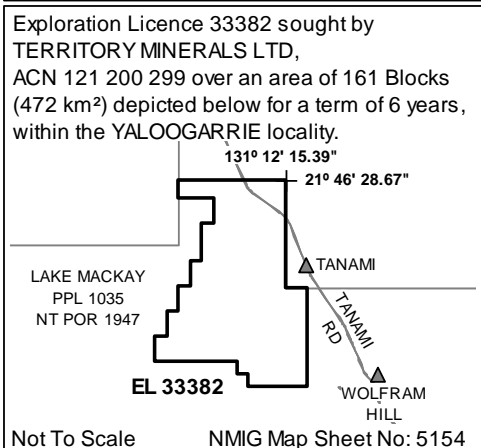 Exploration Licence 33382 sought by
TERRITORY MINERALS LTD,
ACN 121 200 299 over an area of 161 Blocks
(472 km²) depicted below for a term of 6 years,
within the YALOOGARRIE locality.
131º 12' 15.39"
21º 46' 28.67"
TANAMI
LAKE MACKAY
PPL 1035
NT POR 1947
TANAMI
RD
EL 33382
WOLFRAM
HILL
Not To Scale NMIG Map Sheet No: 5154